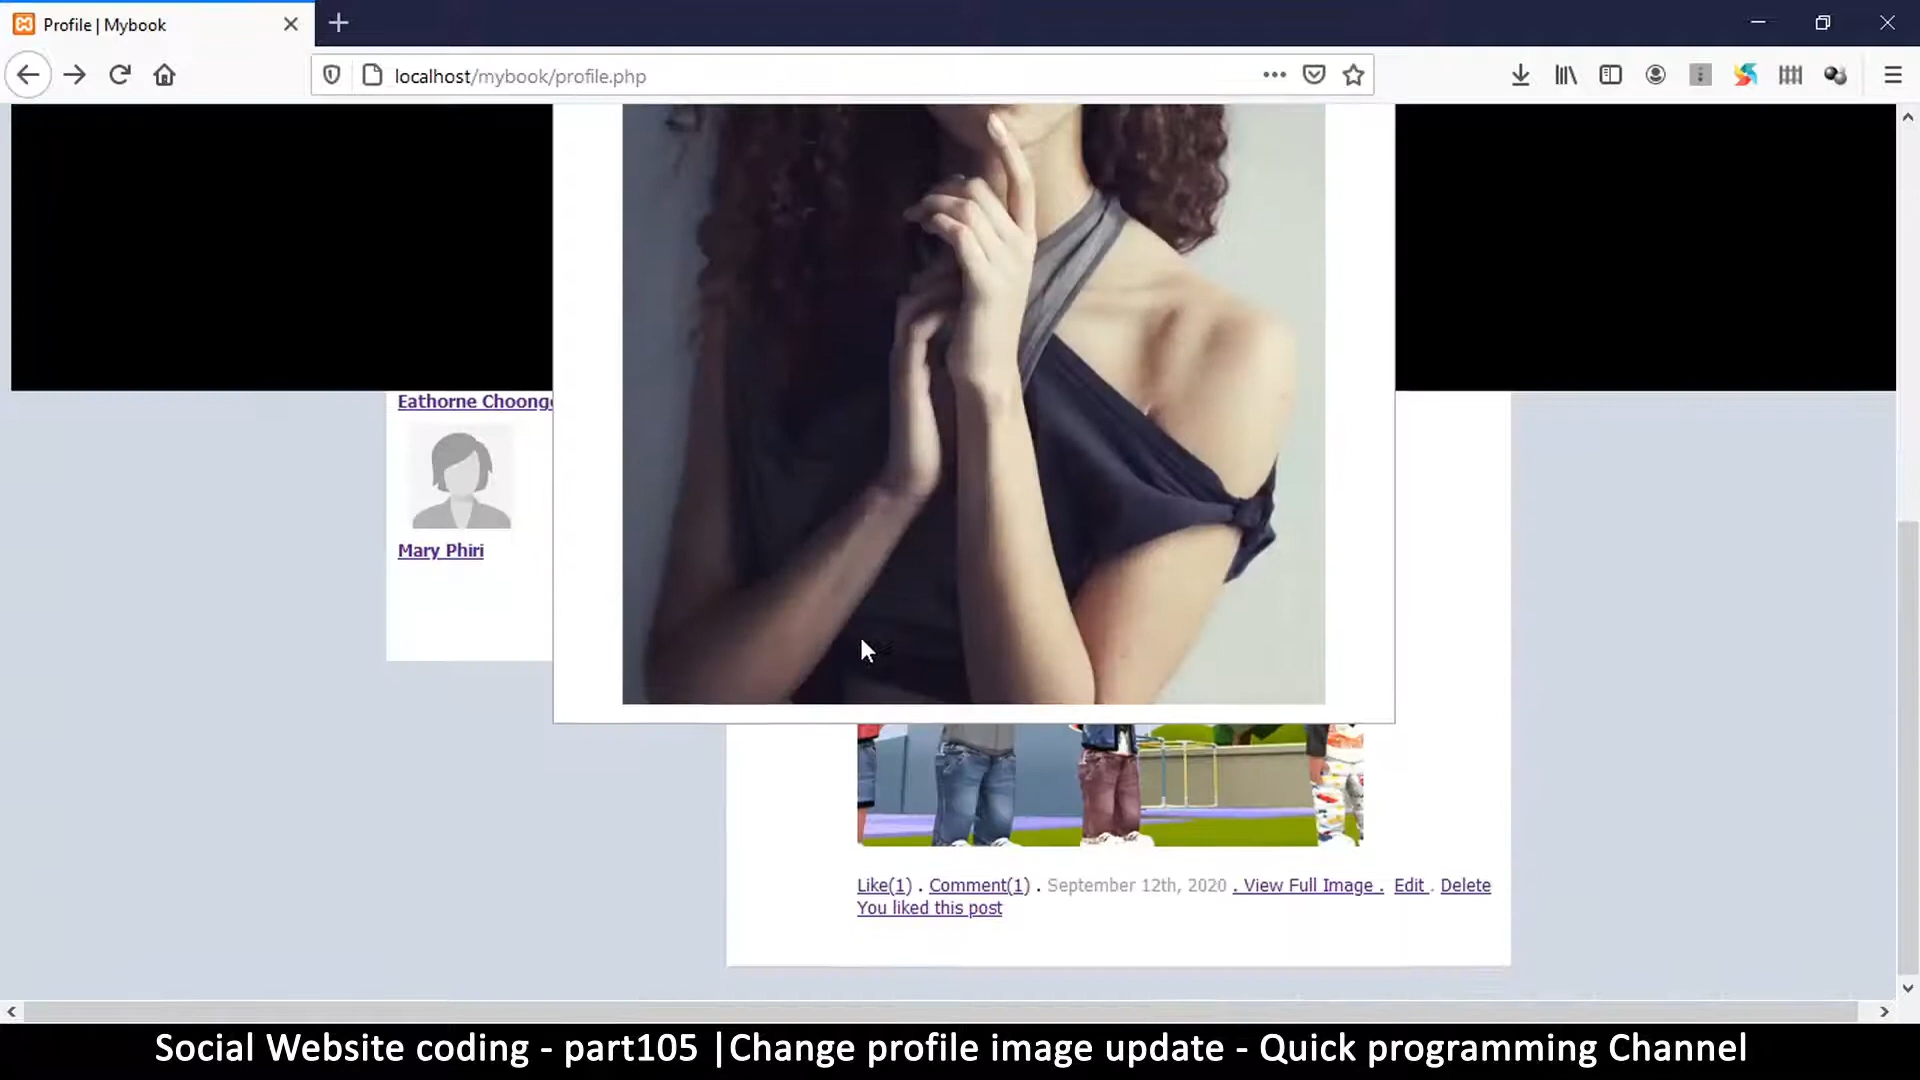 Profile | Mybook
localhost/mybook/profile.php
Eathorne Choong
Mary Phiri
Like(1) . Comment(1) . September 12th, 2020 . View Full Image . Edit . Delete
You liked this post
Social Website coding - part105 |Change profile image update - Quick programming Channel